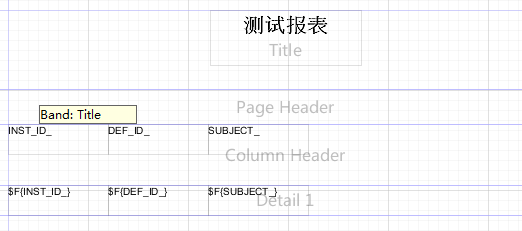 测试报表
Title
Page Header
Band: Title
INST_ID_ DEF_ID_ SUBJECT_
Column Header
$F{INST_ID_} $F{DEF_ID_} $F{SUBJECT_}
Detail 1